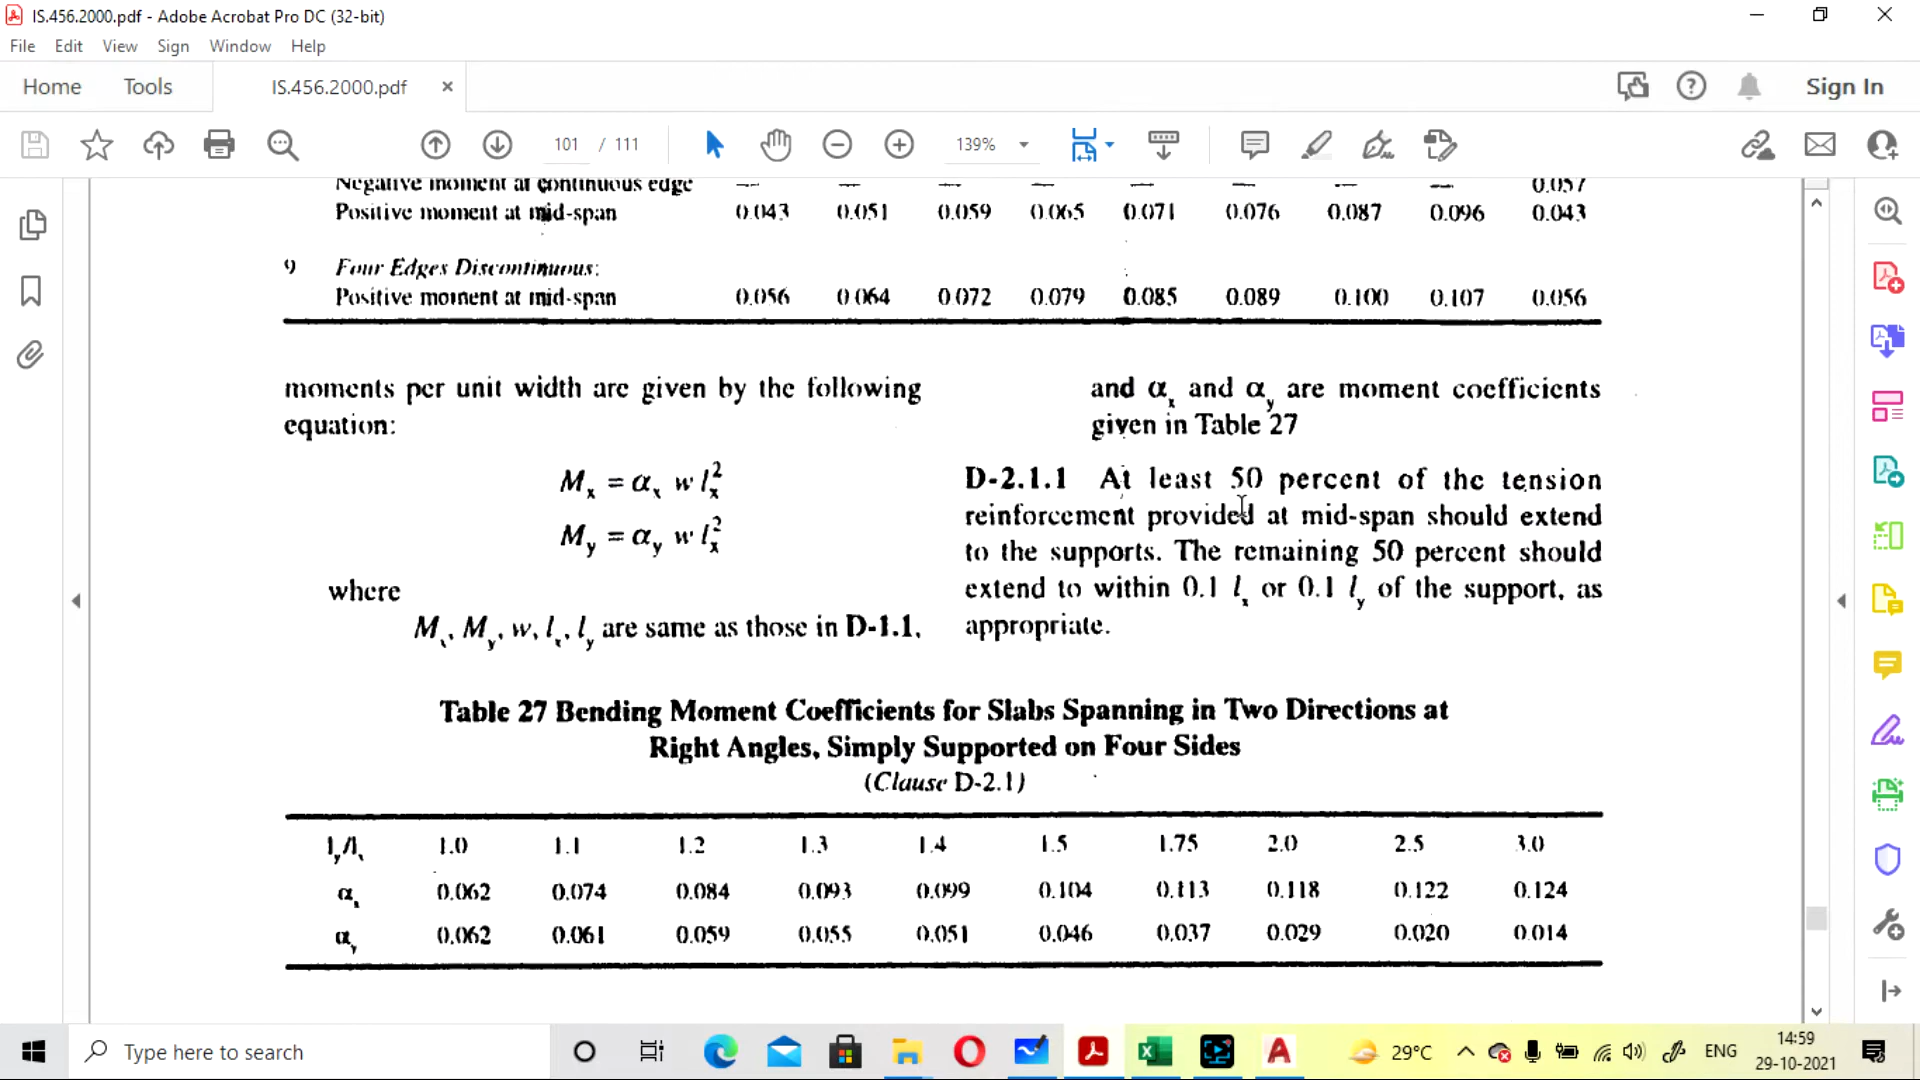 IS.456.2000.pdf - Adobe Acrobat Pro DC (32-bit)
File Edit View Sign Window Help
Home Tools IS.456.2000.pdf × Sign In
101 / 111 139%
Negative moment at continuous edge — — — — — — — — 0.057
Positive moment at mid-span 0.043 0.051 0.059 0.065 0.071 0.076 0.087 0.096 0.043
9 Four Edges Discontinuous:
Positive moment at mid-span 0.056 0.064 0.072 0.079 0.085 0.089 0.100 0.107 0.056
moments per unit width are given by the following
equation:
Mx = αx w lx²
My = αy w lx²
where
Mx, My, w, lx, ly are same as those in D-1.1,
and αx and αy are moment coefficients
given in Table 27
D-2.1.1 At least 50 percent of the tension
reinforcement provided at mid-span should extend
to the supports. The remaining 50 percent should
extend to within 0.1 lx or 0.1 ly of the support, as
appropriate.
Table 27 Bending Moment Coefficients for Slabs Spanning in Two Directions at
Right Angles, Simply Supported on Four Sides
(Clause D-2.1)
ly/lx 1.0 1.1 1.2 1.3 1.4 1.5 1.75 2.0 2.5 3.0
αx 0.062 0.074 0.084 0.093 0.099 0.104 0.113 0.118 0.122 0.124
αy 0.062 0.061 0.059 0.055 0.051 0.046 0.037 0.029 0.020 0.014
Type here to search
29°C ENG 14:59
29-10-2021